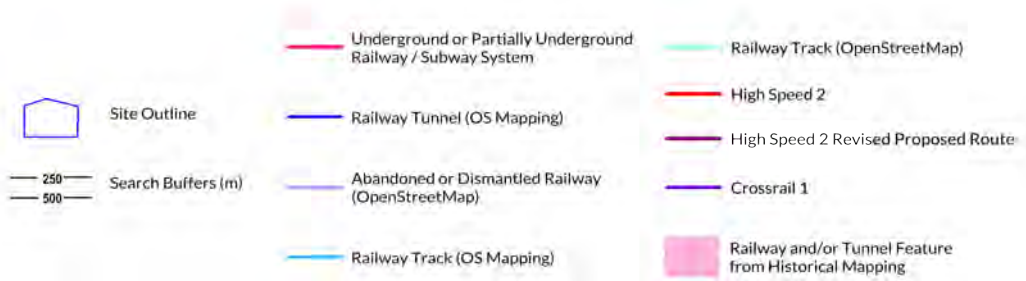 Site Outline
250
500
Search Buffers (m)
Underground or Partially Underground
Railway / Subway System
Railway Tunnel (OS Mapping)
Abandoned or Dismantled Railway
(OpenStreetMap)
Railway Track (OS Mapping)
Railway Track (OpenStreetMap)
High Speed 2
High Speed 2 Revised Proposed Route
Crossrail 1
Railway and/or Tunnel Feature
from Historical Mapping